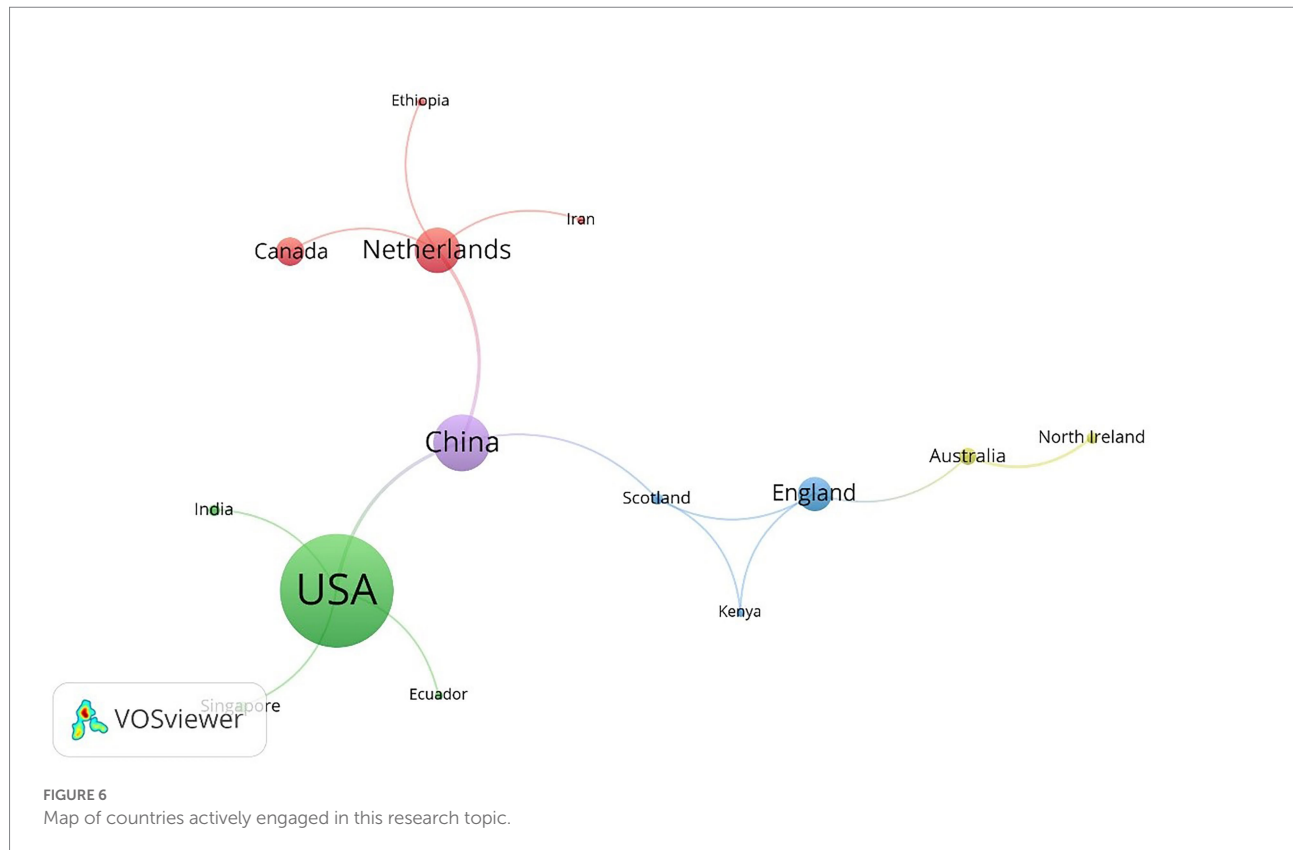 Ethiopia
Iran
Canada
Netherlands
China
North Ireland
Australia
England
Scotland
India
USA
Kenya
Ecuador
Singapore
VOSviewer
FIGURE 6
Map of countries actively engaged in this research topic.